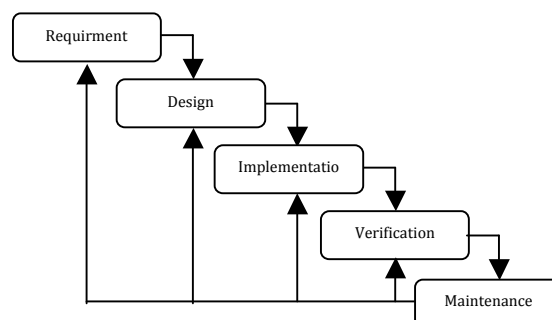 Requirment
Design
Implementatio
Verification
Maintenance